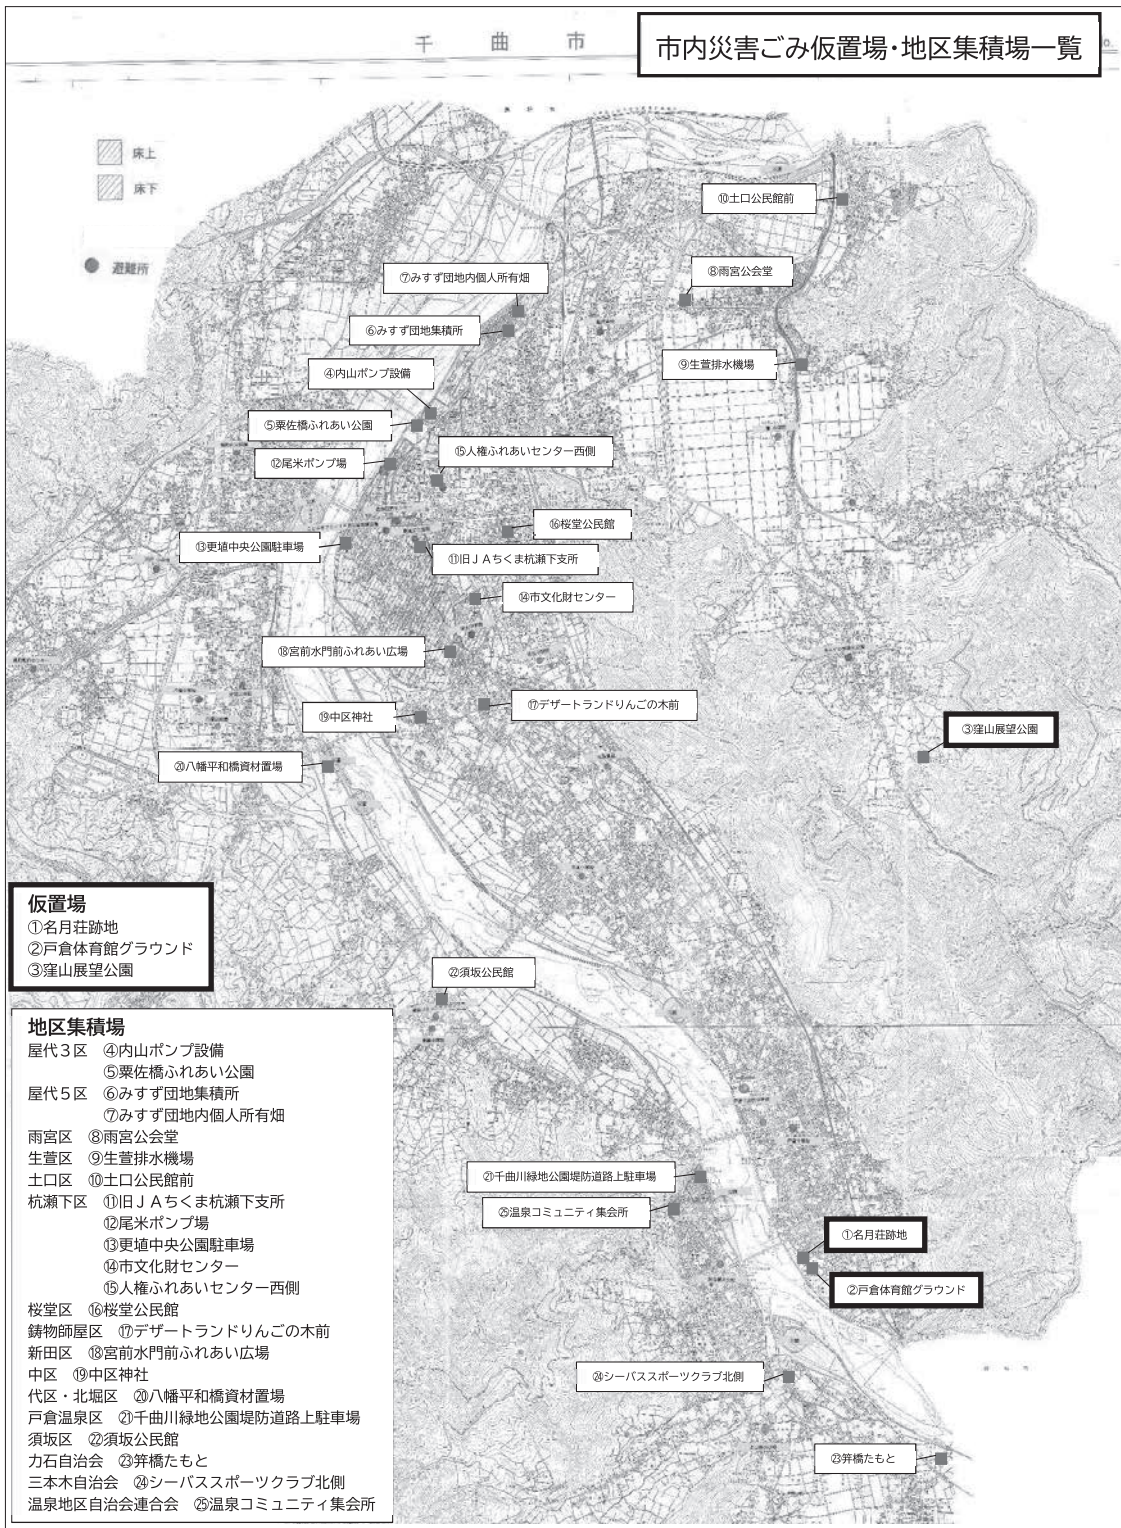 市内災害ごみ仮置場・地区集積場一覧
千曲市
床上
床下
避難所
⑩土口公民館前
⑧雨宮公会堂
⑦みすず団地内個人所有畑
⑥みすず団地集積所
⑨生萱排水機場
④内山ポンプ設備
⑤粟佐橋ふれあい公園
⑮人権ふれあいセンター西側
⑫尾米ポンプ場
⑯桜堂公民館
⑬更埴中央公園駐車場
⑪旧ＪＡちくま杭瀬下支所
⑭市文化財センター
⑱宮前水門前ふれあい広場
⑰デザートランドりんごの木前
⑲中区神社
③窪山展望公園
⑳八幡平和橋資材置場
仮置場
①名月荘跡地
②戸倉体育館グラウンド
③窪山展望公園
㉒須坂公民館
地区集積場
屋代３区　④内山ポンプ設備
⑤粟佐橋ふれあい公園
屋代５区　⑥みすず団地集積所
⑦みすず団地内個人所有畑
雨宮区　⑧雨宮公会堂
生萱区　⑨生萱排水機場
土口区　⑩土口公民館前
杭瀬下区　⑪旧ＪＡちくま杭瀬下支所
⑫尾米ポンプ場
⑬更埴中央公園駐車場
⑭市文化財センター
⑮人権ふれあいセンター西側
桜堂区　⑯桜堂公民館
鋳物師屋区　⑰デザートランドりんごの木前
新田区　⑱宮前水門前ふれあい広場
中区　⑲中区神社
代区・北堀区　⑳八幡平和橋資材置場
戸倉温泉区　㉑千曲川緑地公園堤防道路上駐車場
須坂区　㉒須坂公民館
力石自治会　㉓笄橋たもと
三本木自治会　㉔シーバススポーツクラブ北側
温泉地区自治会連合会　㉕温泉コミュニティ集会所
㉑千曲川緑地公園堤防道路上駐車場
㉕温泉コミュニティ集会所
①名月荘跡地
②戸倉体育館グラウンド
㉔シーバススポーツクラブ北側
㉓笄橋たもと